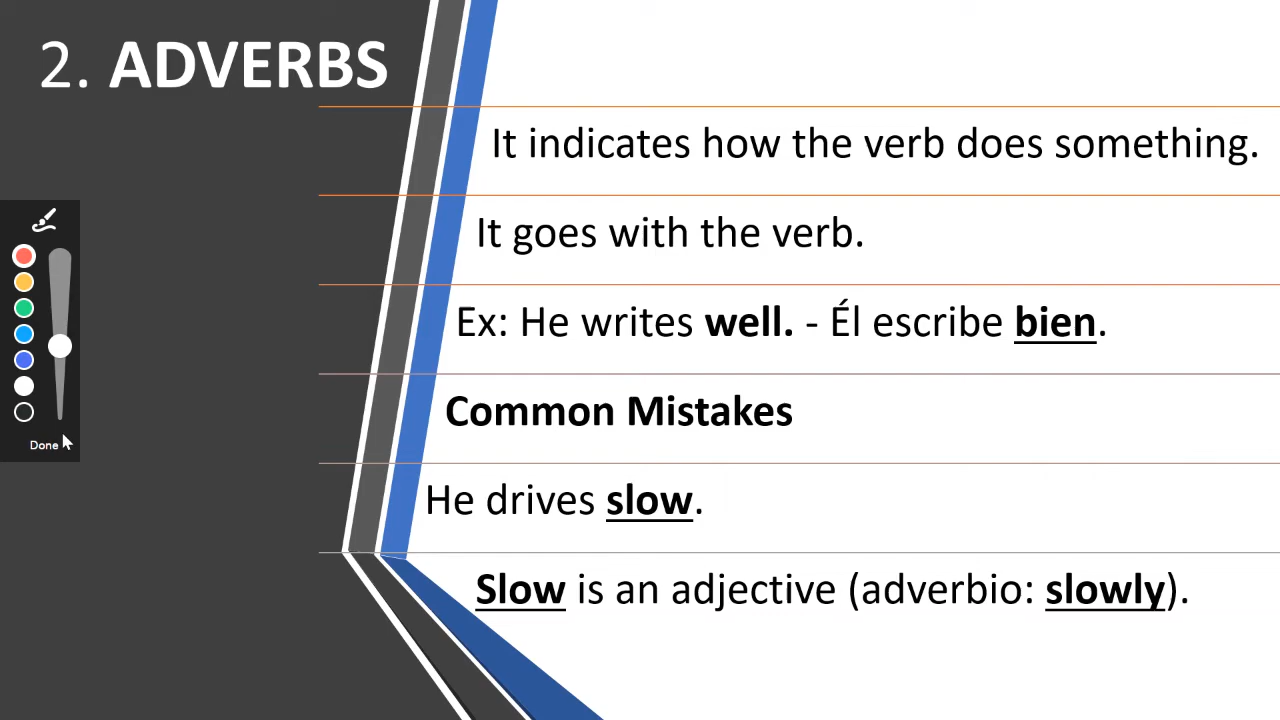 2. ADVERBS
It indicates how the verb does something.
It goes with the verb.
Ex: He writes well. - Él escribe bien.
Common Mistakes
He drives slow.
Slow is an adjective (adverbio: slowly).
Done